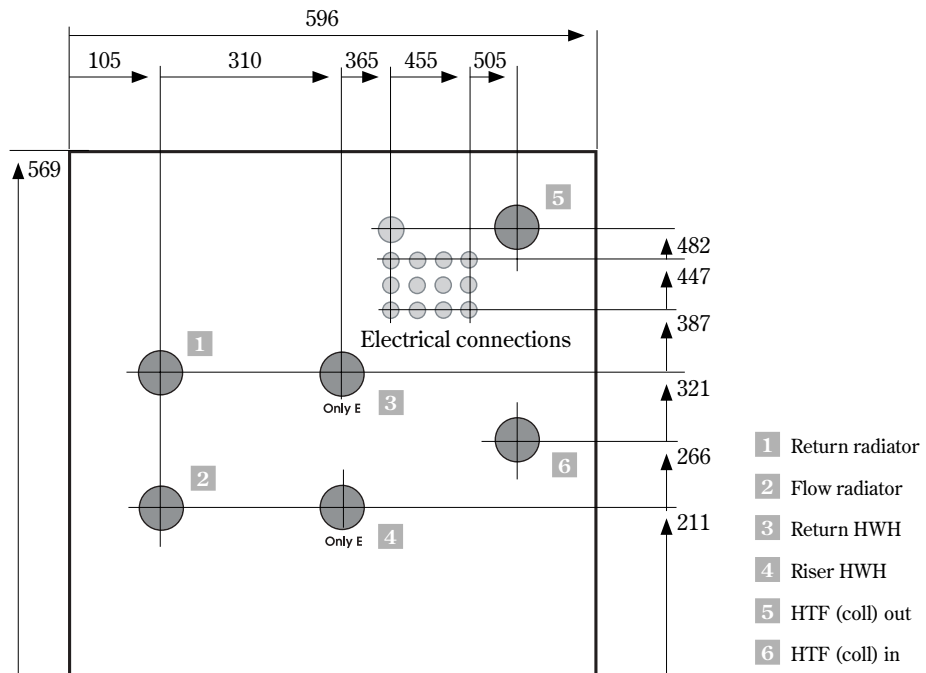 596
105 310 365 455 505
569
5
482
447
387
Electrical connections
1
321
Only E 3
6
266
2
211
Only E 4
1 Return radiator
2 Flow radiator
3 Return HWH
4 Riser HWH
5 HTF (coll) out
6 HTF (coll) in